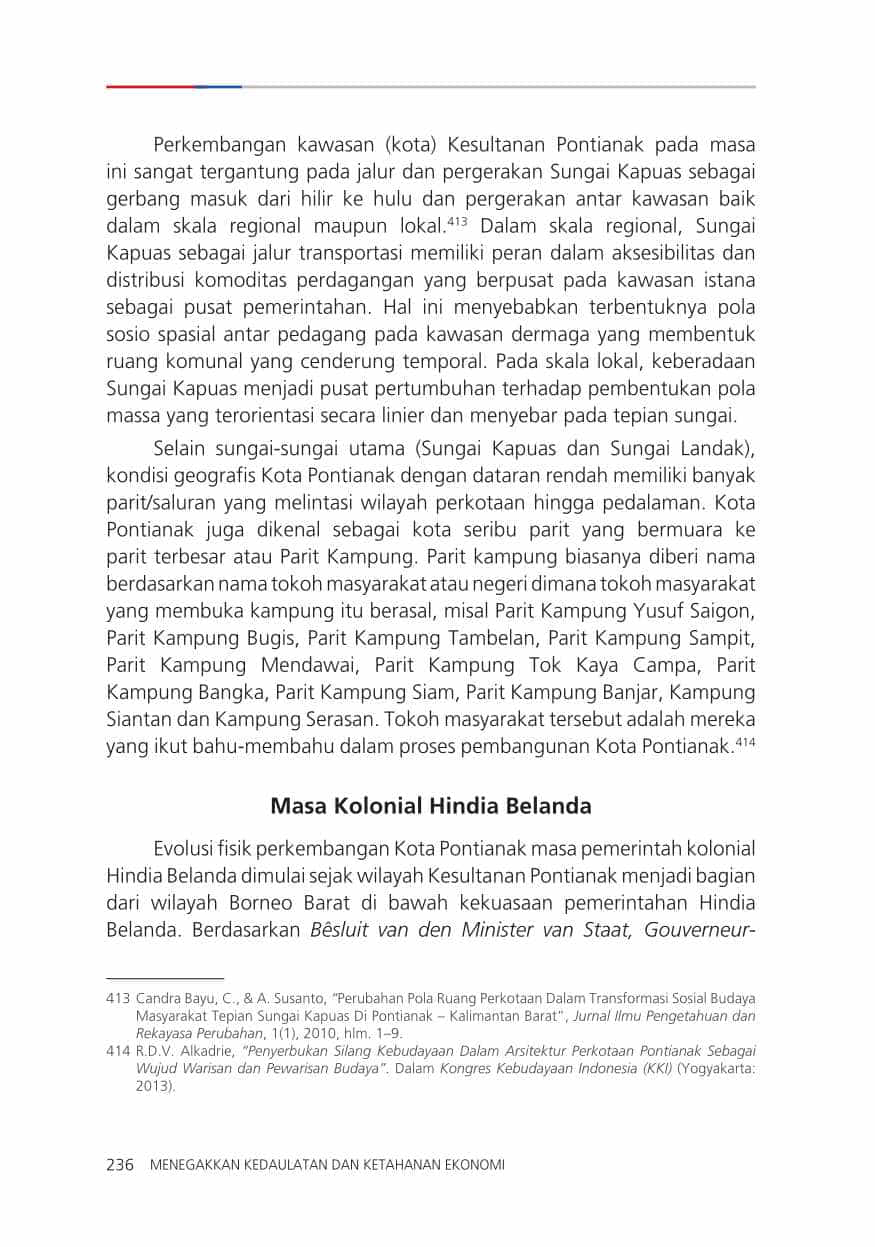 Perkembangan kawasan (kota) Kesultanan Pontianak pada masa
ini sangat tergantung pada jalur dan pergerakan Sungai Kapuas sebagai
gerbang masuk dari hilir ke hulu dan pergerakan antar kawasan baik
dalam skala regional maupun lokal.413 Dalam skala regional, Sungai
Kapuas sebagai jalur transportasi memiliki peran dalam aksesibilitas dan
distribusi komoditas perdagangan yang berpusat pada kawasan istana
sebagai pusat pemerintahan. Hal ini menyebabkan terbentuknya pola
sosio spasial antar pedagang pada kawasan dermaga yang membentuk
ruang komunal yang cenderung temporal. Pada skala lokal, keberadaan
Sungai Kapuas menjadi pusat pertumbuhan terhadap pembentukan pola
massa yang terorientasi secara linier dan menyebar pada tepian sungai.
Selain sungai-sungai utama (Sungai Kapuas dan Sungai Landak),
kondisi geografis Kota Pontianak dengan dataran rendah memiliki banyak
parit/saluran yang melintasi wilayah perkotaan hingga pedalaman. Kota
Pontianak juga dikenal sebagai kota seribu parit yang bermuara ke
parit terbesar atau Parit Kampung. Parit kampung biasanya diberi nama
berdasarkan nama tokoh masyarakat atau negeri dimana tokoh masyarakat
yang membuka kampung itu berasal, misal Parit Kampung Yusuf Saigon,
Parit Kampung Bugis, Parit Kampung Tambelan, Parit Kampung Sampit,
Parit Kampung Mendawai, Parit Kampung Tok Kaya Campa, Parit
Kampung Bangka, Parit Kampung Siam, Parit Kampung Banjar, Kampung
Siantan dan Kampung Serasan. Tokoh masyarakat tersebut adalah mereka
yang ikut bahu-membahu dalam proses pembangunan Kota Pontianak.414
Masa Kolonial Hindia Belanda
Evolusi fisik perkembangan Kota Pontianak masa pemerintah kolonial
Hindia Belanda dimulai sejak wilayah Kesultanan Pontianak menjadi bagian
dari wilayah Borneo Barat di bawah kekuasaan pemerintahan Hindia
Belanda. Berdasarkan Bêsluit van den Minister van Staat, Gouverneur-
413 Candra Bayu, C., & A. Susanto, “Perubahan Pola Ruang Perkotaan Dalam Transformasi Sosial Budaya
Masyarakat Tepian Sungai Kapuas Di Pontianak – Kalimantan Barat”, Jurnal Ilmu Pengetahuan dan
Rekayasa Perubahan, 1(1), 2010, hlm. 1–9.
414 R.D.V. Alkadrie, “Penyerbukan Silang Kebudayaan Dalam Arsitektur Perkotaan Pontianak Sebagai
Wujud Warisan dan Pewarisan Budaya”. Dalam Kongres Kebudayaan Indonesia (KKI) (Yogyakarta:
2013).
236 MENEGAKKAN KEDAULATAN DAN KETAHANAN EKONOMI